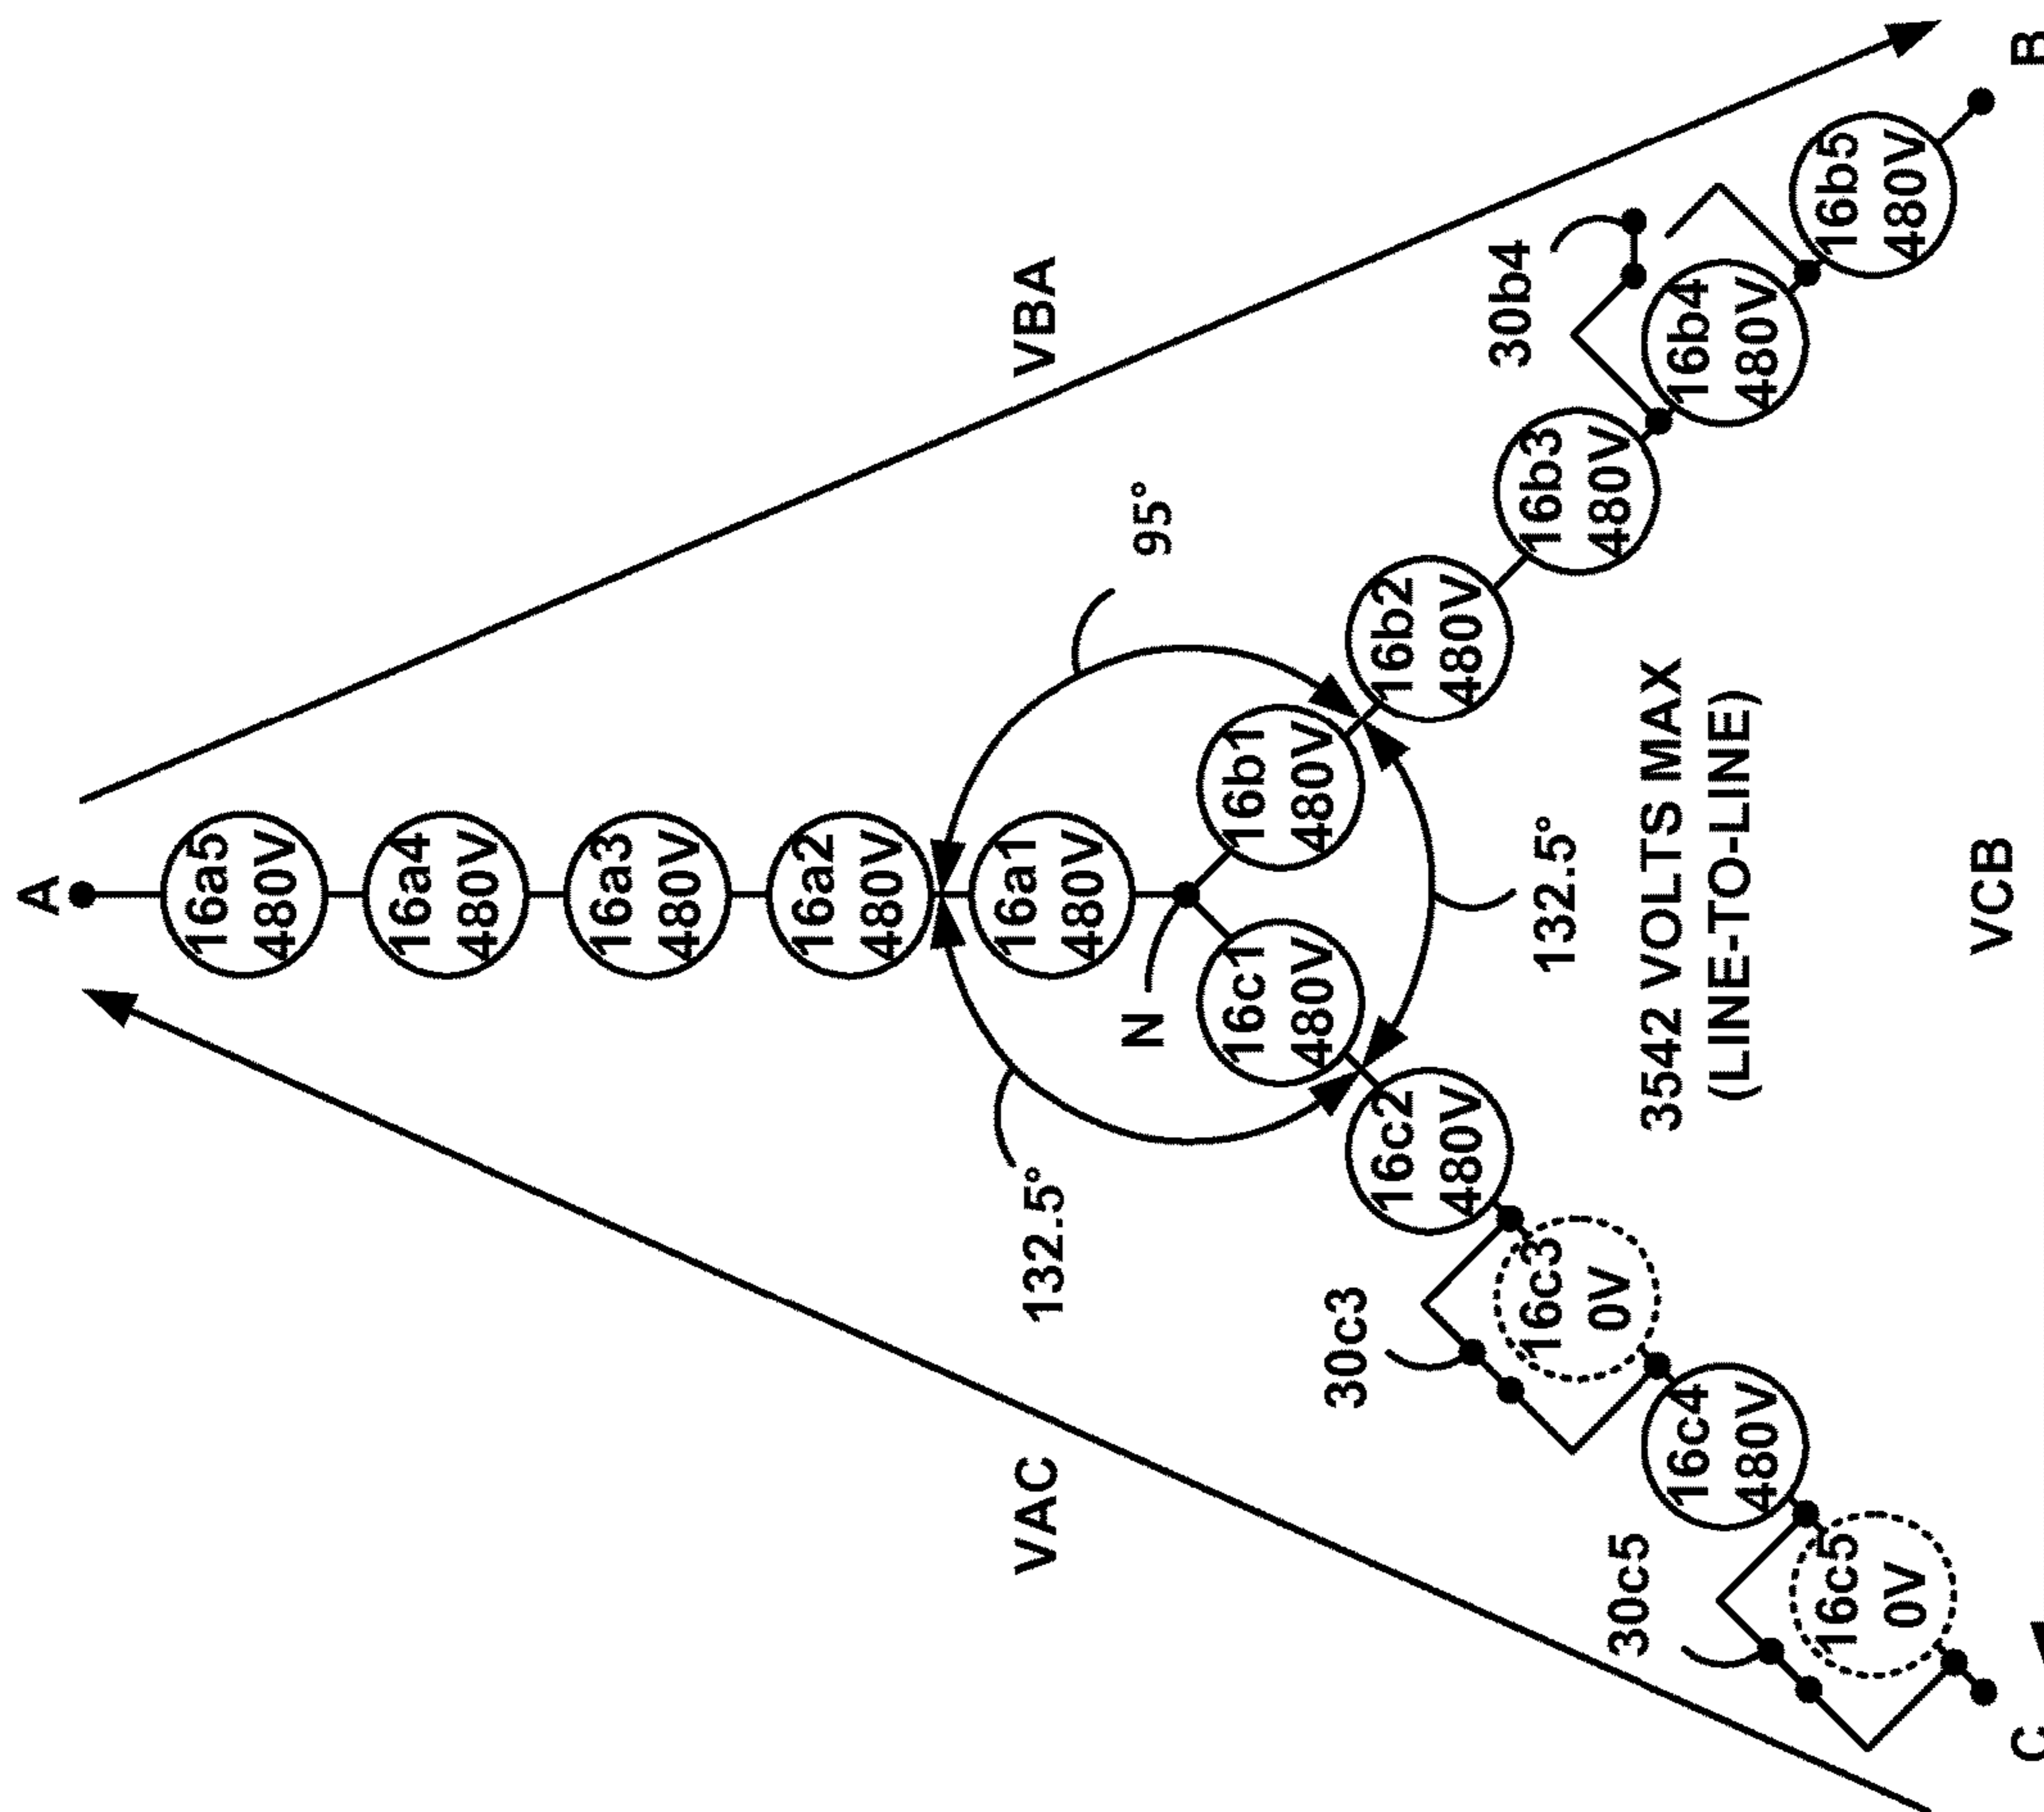 A
16a5
480V
16a4
480V
16a3
480V
16a2
480V
16a1
480V
N
16b1
480V
16b2
480V
16b3
480V
16b4
480V
16b5
480V
B
30b4
16c1
480V
16c2
480V
16c3
0V
16c4
480V
16c5
0V
C
30c3
30c5
95°
132.5°
132.5°
VBA
VAC
VCB
3542 VOLTS MAX
(LINE-TO-LINE)